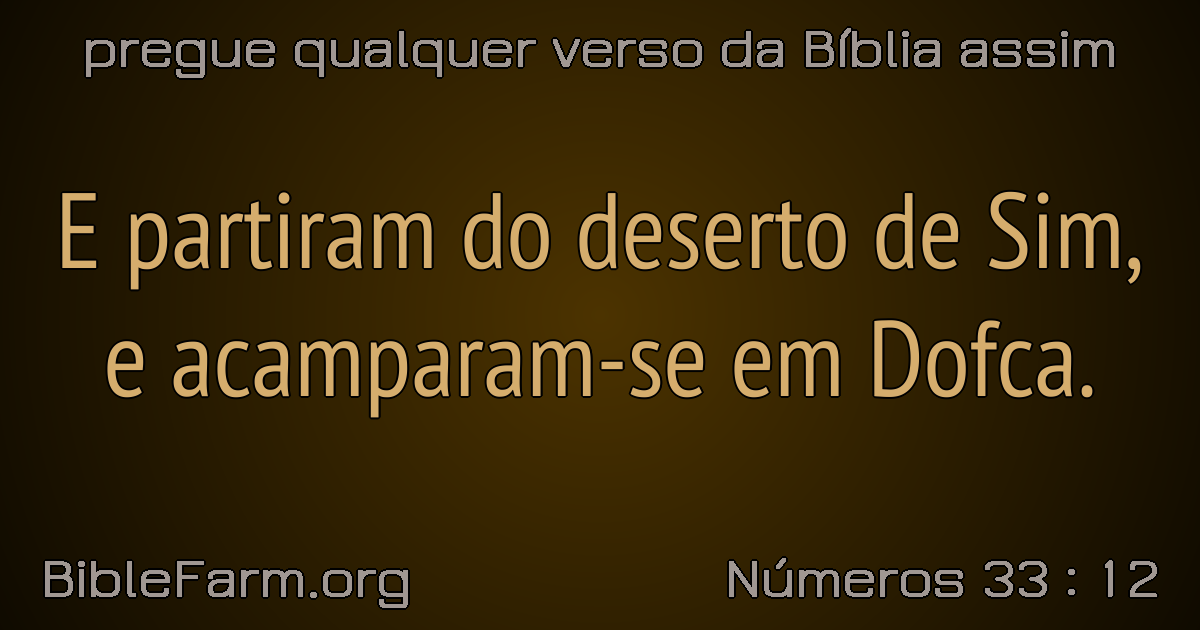 pregue qualquer verso da Bíblia assim
E partiram do deserto de Sim,
e acamparam-se em Dofca.
BibleFarm.org
Números 33 : 12